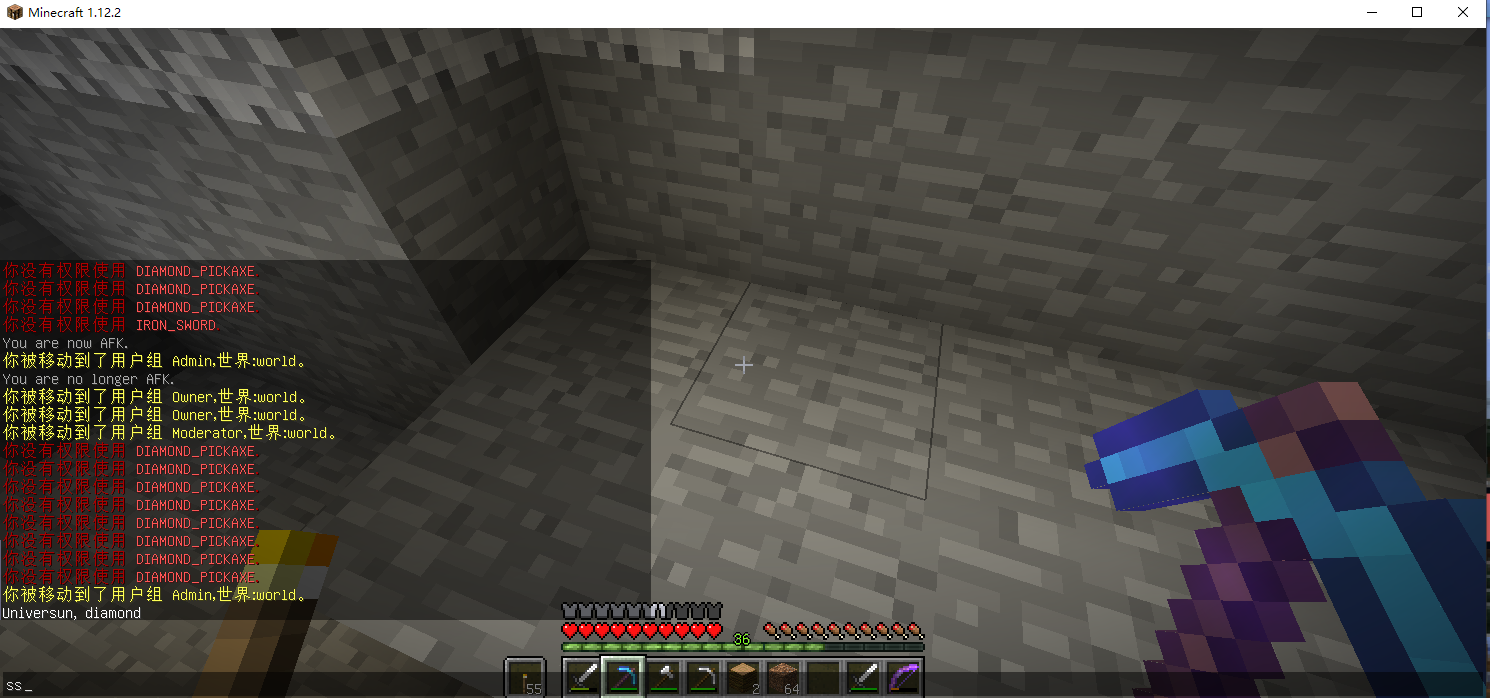 Minecraft 1.12.2
你没有权限使用 DIAMOND_PICKAXE.
你没有权限使用 DIAMOND_PICKAXE.
你没有权限使用 DIAMOND_PICKAXE.
你没有权限使用 IRON_SWORD.
You are now AFK.
你被移动到了用户组 Admin,世界:world。
You are no longer AFK.
你被移动到了用户组 Owner,世界:world。
你被移动到了用户组 Owner,世界:world。
你被移动到了用户组 Moderator,世界:world。
你没有权限使用 DIAMOND_PICKAXE.
你没有权限使用 DIAMOND_PICKAXE.
你没有权限使用 DIAMOND_PICKAXE.
你没有权限使用 DIAMOND_PICKAXE.
你没有权限使用 DIAMOND_PICKAXE.
你没有权限使用 DIAMOND_PICKAXE.
你没有权限使用 DIAMOND_PICKAXE.
你没有权限使用 DIAMOND_PICKAXE.
你被移动到了用户组 Admin,世界:world。
Universun, diamond
36
55 2 64
ss_